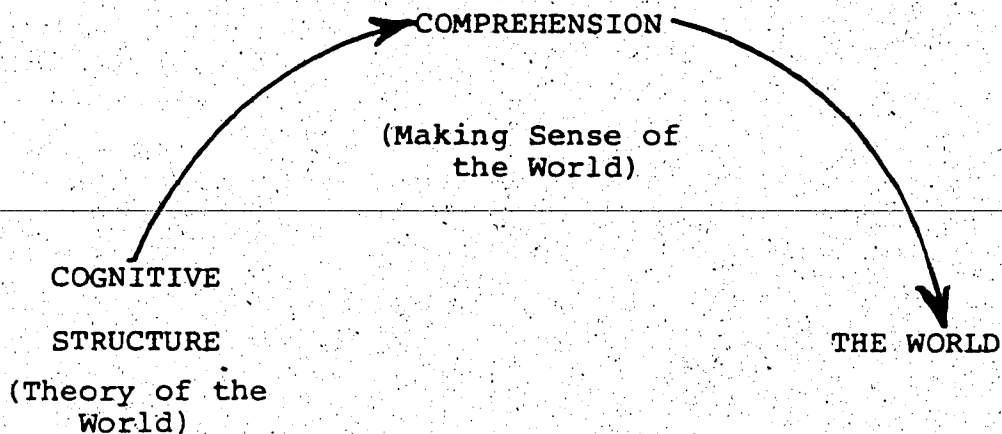 COMPREHENSION
(Making Sense of
the World)
COGNITIVE
STRUCTURE
(Theory of the
World)
THE WORLD